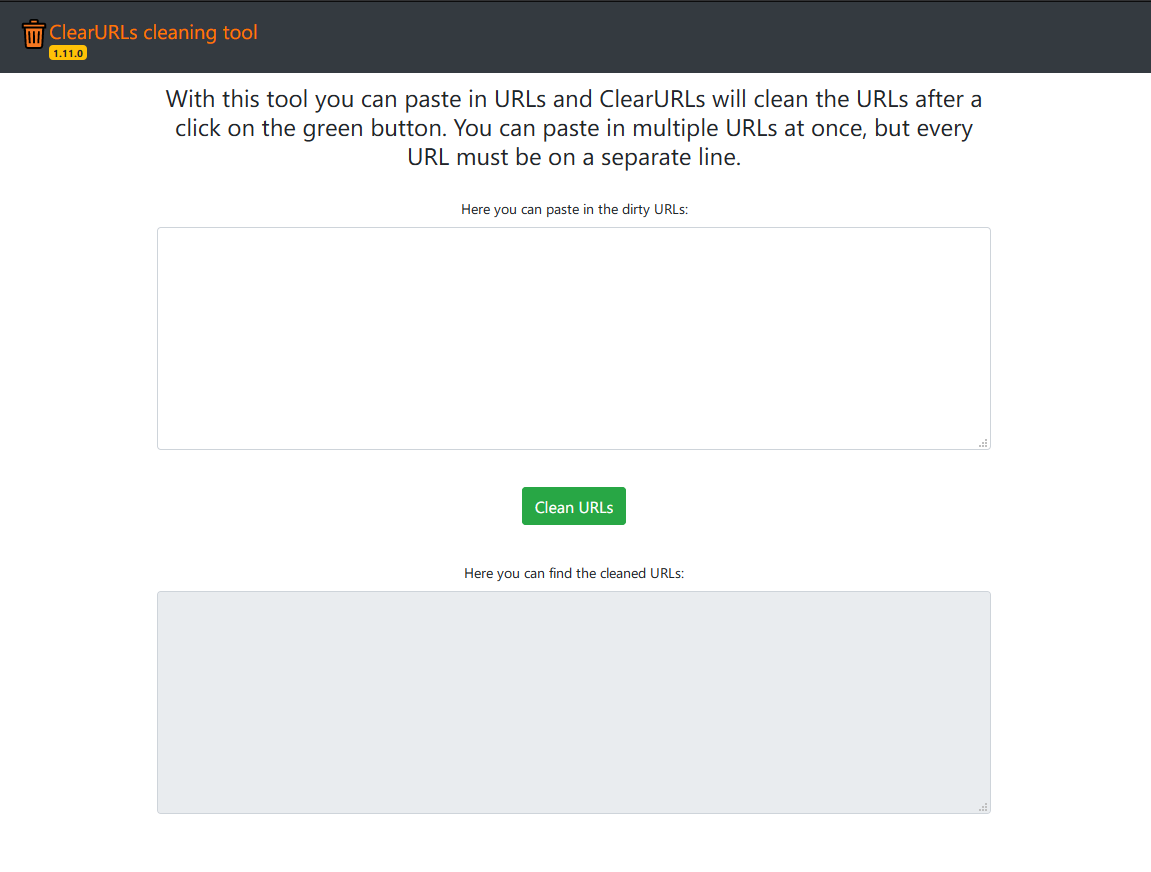 ClearURLs cleaning tool
1.11.0
With this tool you can paste in URLs and ClearURLs will clean the URLs after a
click on the green button. You can paste in multiple URLs at once, but every
URL must be on a separate line.
Here you can paste in the dirty URLs:
Clean URLs
Here you can find the cleaned URLs: